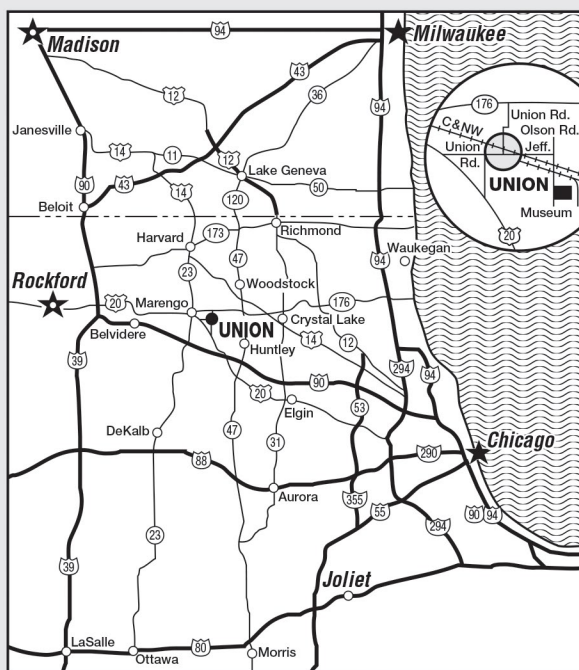 Madison
94
Milwaukee
43
12
36
94
176
C&NW
Union Rd.
Olson Rd.
Union
Rd.
Jeff.
UNION
Museum
20
Janesville
14
11
12
Lake Geneva
90
43
14
120
50
Beloit
173
Richmond
Harvard
Waukegan
23
47
94
Rockford
Woodstock
20
Marengo
176
UNION
Crystal Lake
Belvidere
Huntley
14
12
39
294
94
90
20
53
Elgin
DeKalb
47
31
Chicago
88
290
Aurora
355
55
90
94
23
294
39
Joliet
LaSalle
80
Ottawa
Morris